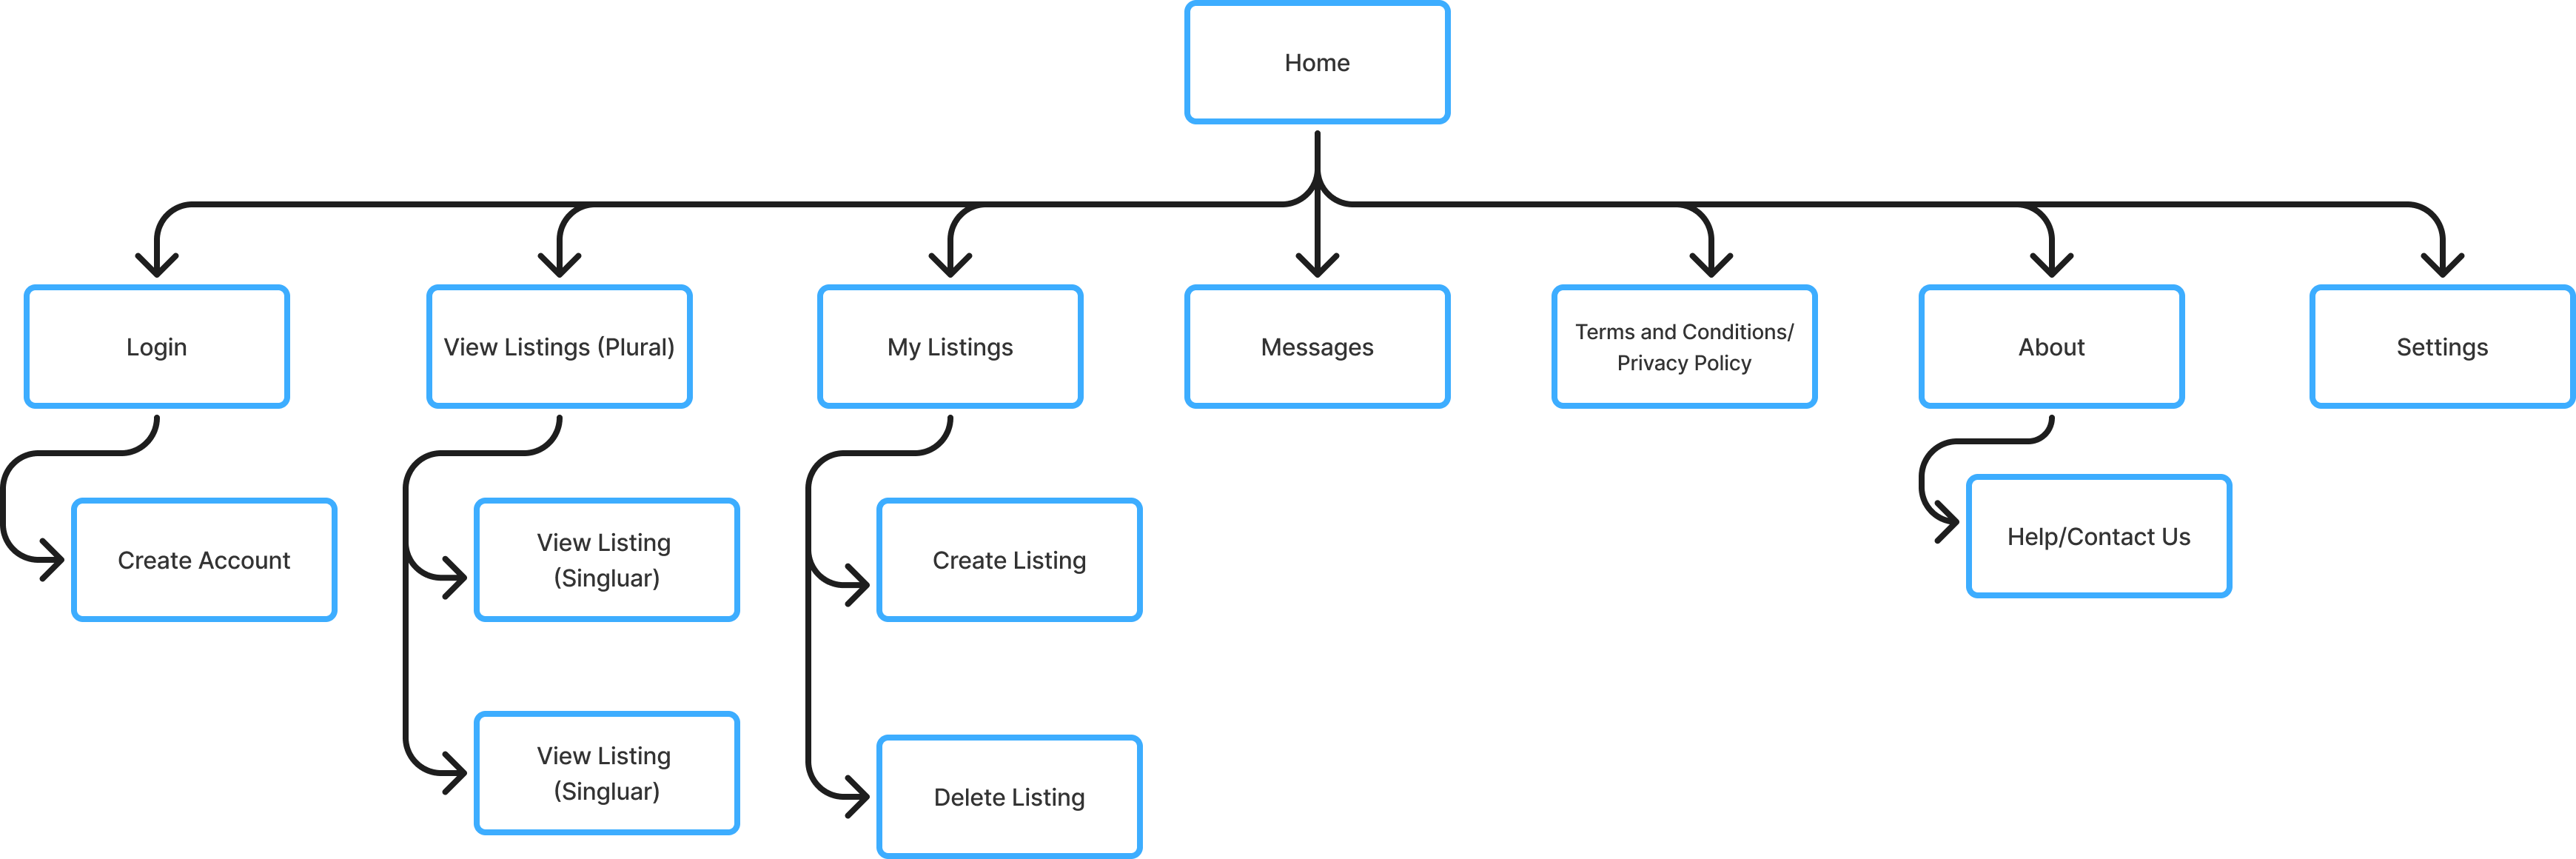 Home
Login
View Listings (Plural)
My Listings
Messages
Terms and Conditions/
Privacy Policy
About
Settings
Create Account
View Listing
(Singluar)
Create Listing
Help/Contact Us
View Listing
(Singluar)
Delete Listing